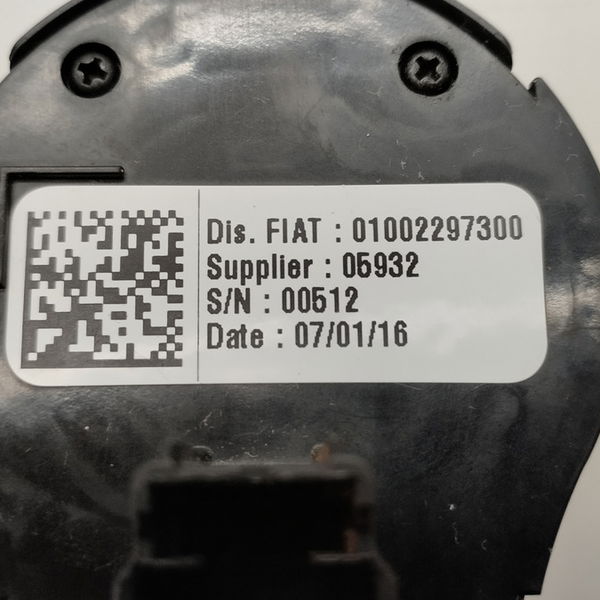 Dis. FIAT : 01002297300
Supplier : 05932
S/N : 00512
Date : 07/01/16